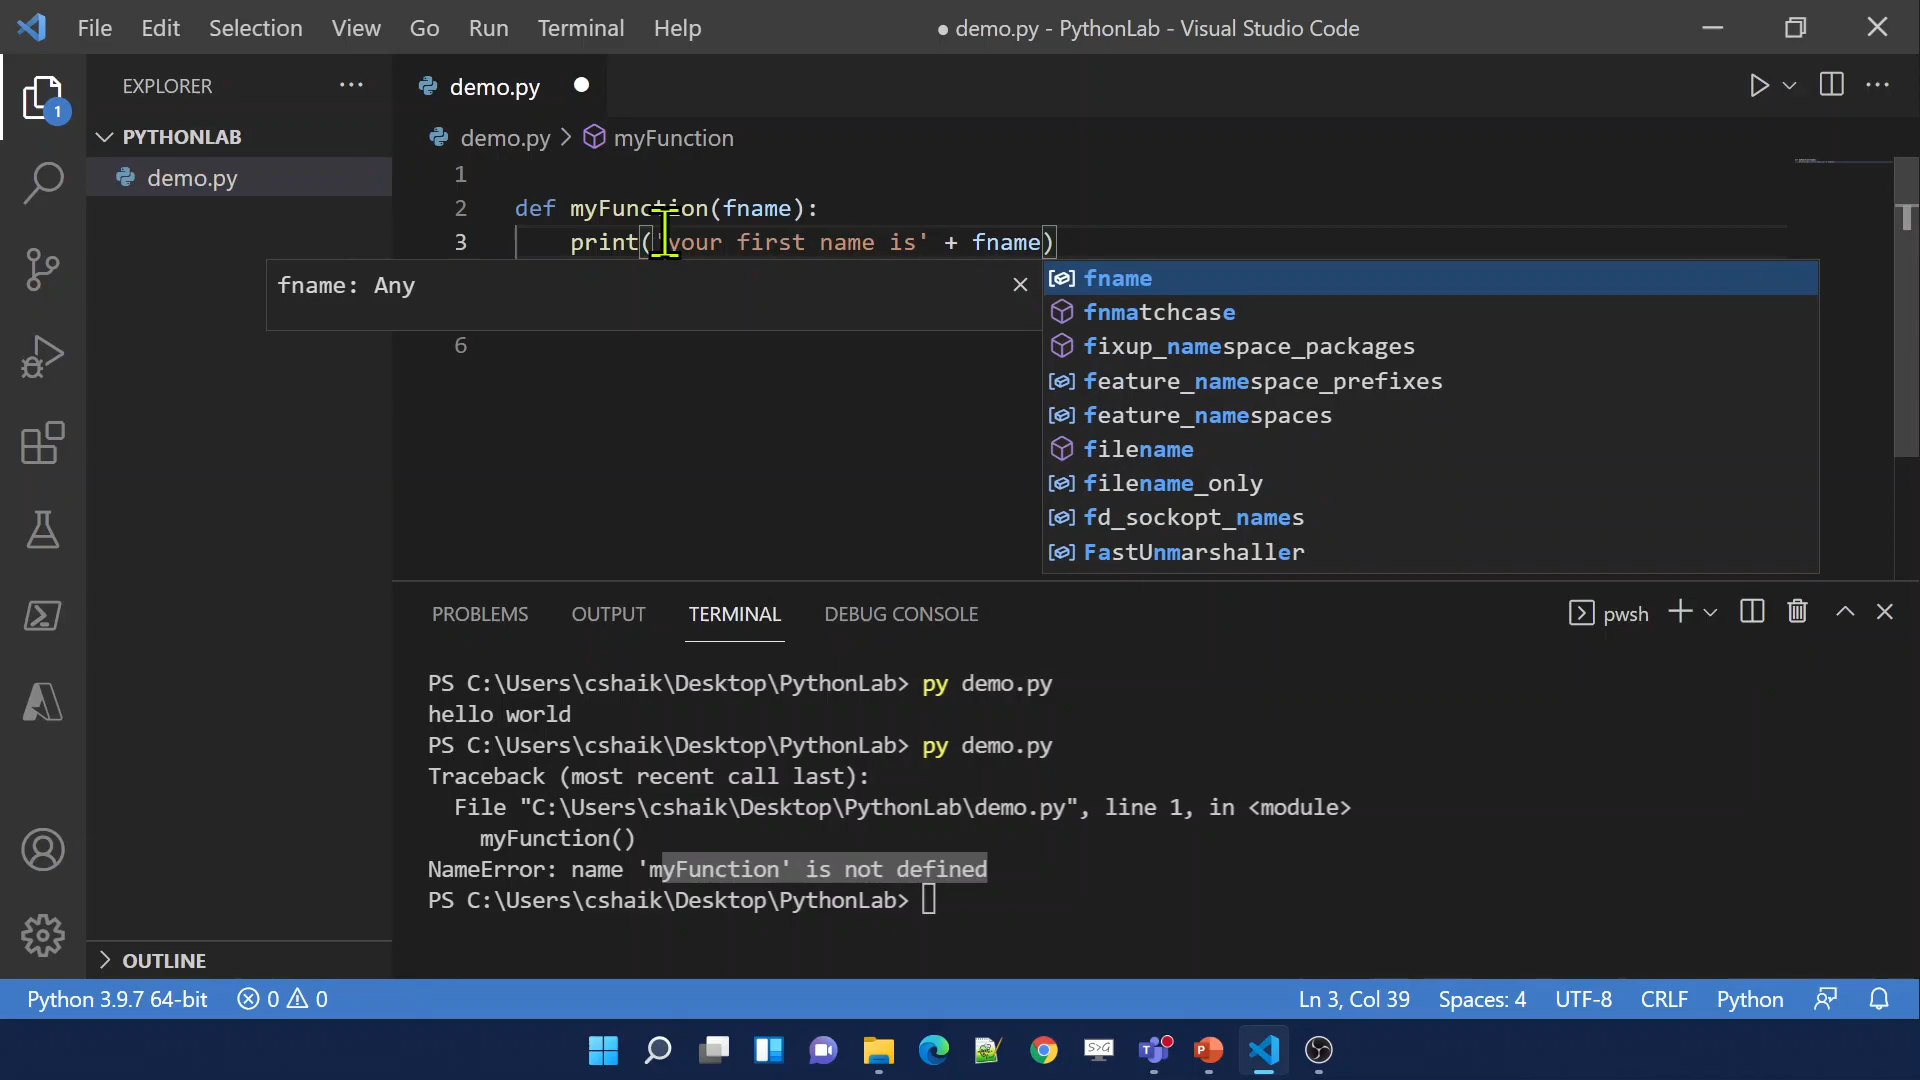 File Edit Selection View Go Run Terminal Help
● demo.py - PythonLab - Visual Studio Code
EXPLORER
demo.py
PYTHONLAB
demo.py
demo.py > myFunction
1
2 def myFunction(fname):
3 print('your first name is' + fname)
fname: Any
6
fname
fnmatchcase
fixup_namespace_packages
feature_namespace_prefixes
feature_namespaces
filename
filename_only
fd_sockopt_names
FastUnmarshaller
PROBLEMS OUTPUT TERMINAL DEBUG CONSOLE
pwsh
PS C:\Users\cshaik\Desktop\PythonLab> py demo.py
hello world
PS C:\Users\cshaik\Desktop\PythonLab> py demo.py
Traceback (most recent call last):
File "C:\Users\cshaik\Desktop\PythonLab\demo.py", line 1, in <module>
myFunction()
NameError: name 'myFunction' is not defined
PS C:\Users\cshaik\Desktop\PythonLab>
OUTLINE
Python 3.9.7 64-bit 0 0
Ln 3, Col 39 Spaces: 4 UTF-8 CRLF Python
1
S>G
T
P